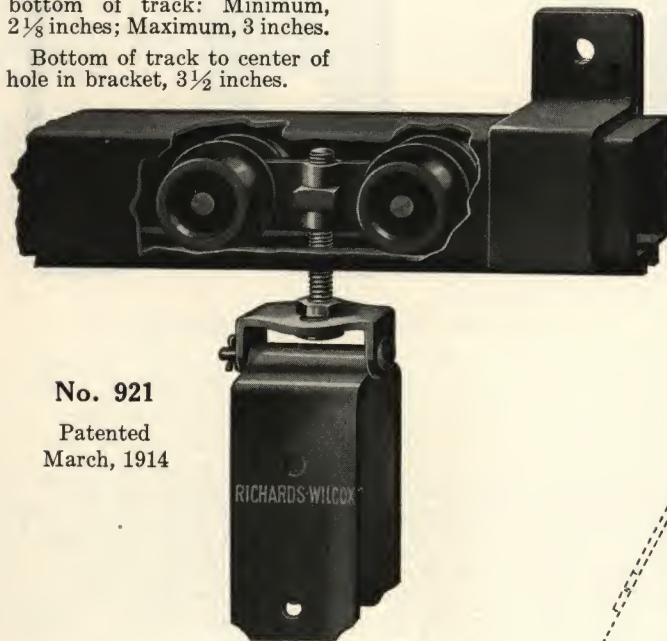 bottom of track: Minimum,
2⅛ inches; Maximum, 3 inches.
Bottom of track to center of
hole in bracket, 3½ inches.
No. 921
Patented
March, 1914
RICHARDS-WILCOX